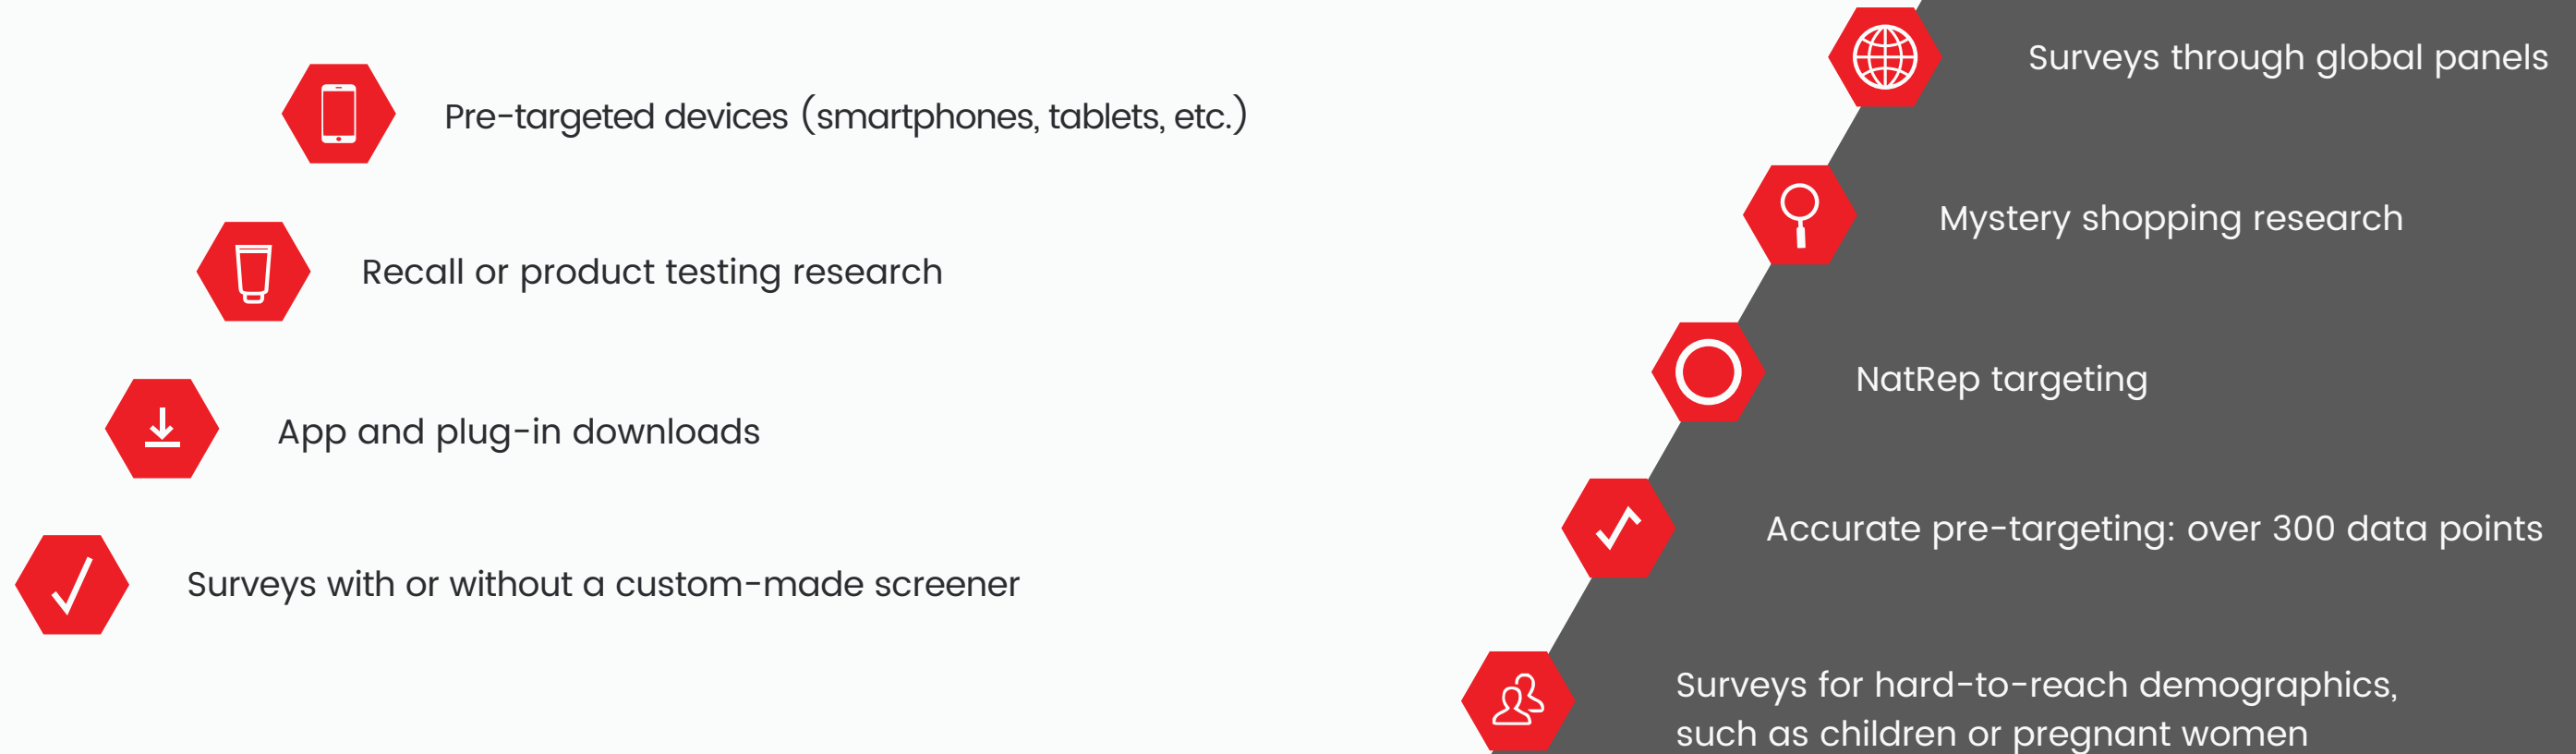 Pre-targeted devices (smartphones, tablets, etc.)
Recall or product testing research
App and plug-in downloads
Surveys with or without a custom-made screener
Surveys through global panels
Mystery shopping research
NatRep targeting
Accurate pre-targeting: over 300 data points
Surveys for hard-to-reach demographics,
such as children or pregnant women